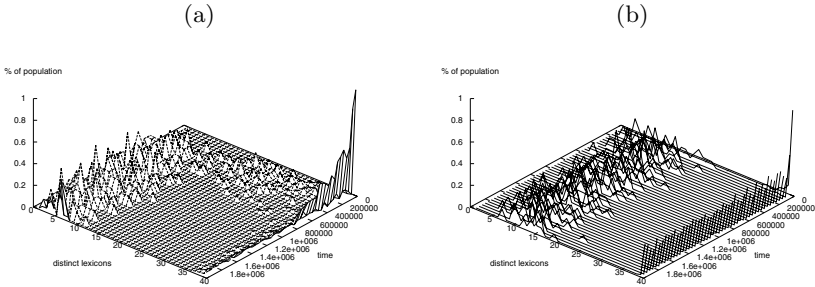 (a)
% of population
1
0.8
0.6
0.4
0.2
0
0
5
10
15
20
25
30
35
40
distinct lexicons
0
200000
400000
600000
800000
1e+006
1.2e+006
1.4e+006
1.6e+006
1.8e+006
time
(b)
% of population
1
0.8
0.6
0.4
0.2
0
0
5
10
15
20
25
30
35
40
distinct lexicons
0
200000
400000
600000
800000
1e+006
1.2e+006
1.4e+006
1.6e+006
1.8e+006
time